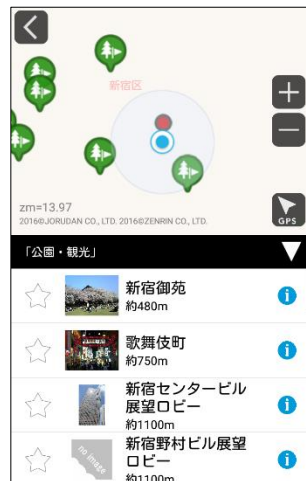 新宿区
zm=13.97
2016©JORUDAN CO., LTD. 2016©ZENRIN CO., LTD.
GPS
「公園・観光」
新宿御苑
約480m
歌舞伎町
約750m
新宿センタービル
展望ロビー
約1100m
no image
新宿野村ビル展望
ロビー
約1100m